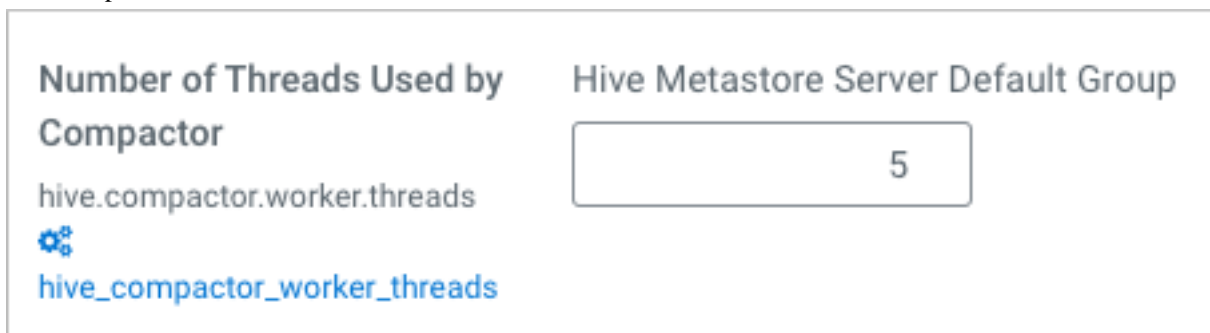 Number of Threads Used by
Compactor
hive.compactor.worker.threads
hive_compactor_worker_threads
Hive Metastore Server Default Group
5